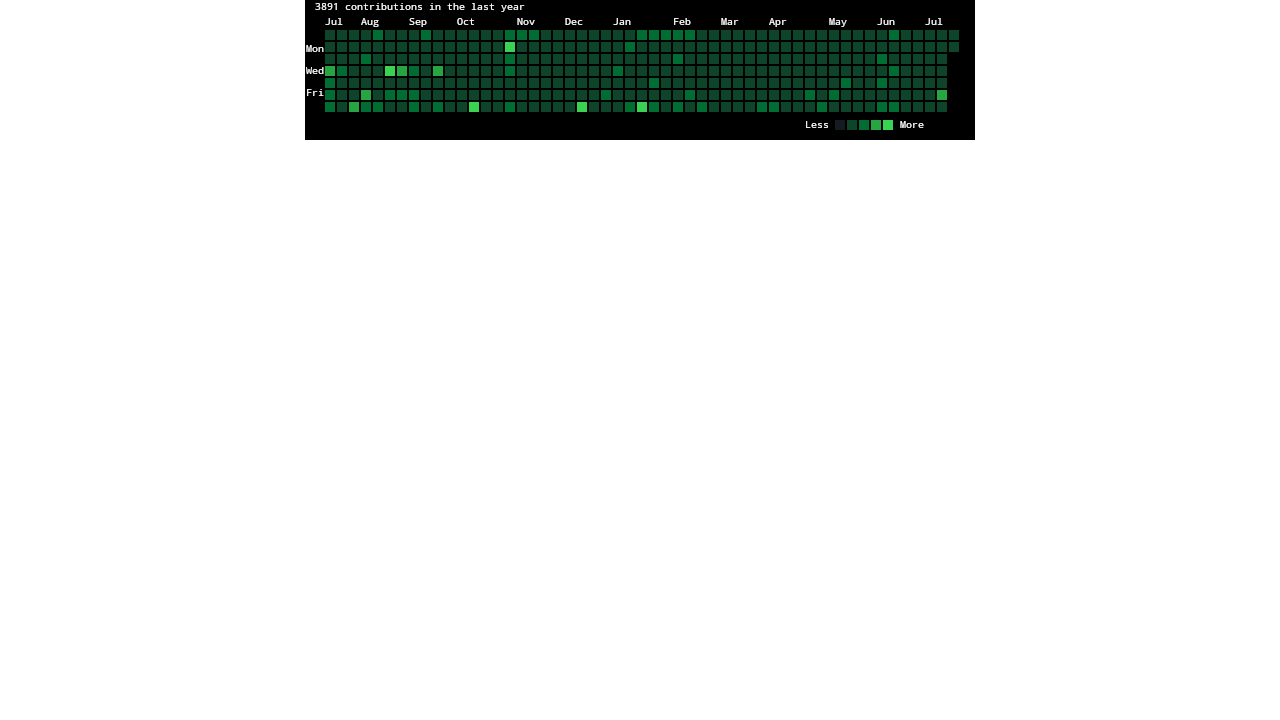 3891 contributions in the last year
Jul Aug Sep Oct Nov Dec Jan Feb Mar Apr May Jun Jul
Mon
Wed
Fri
Less More